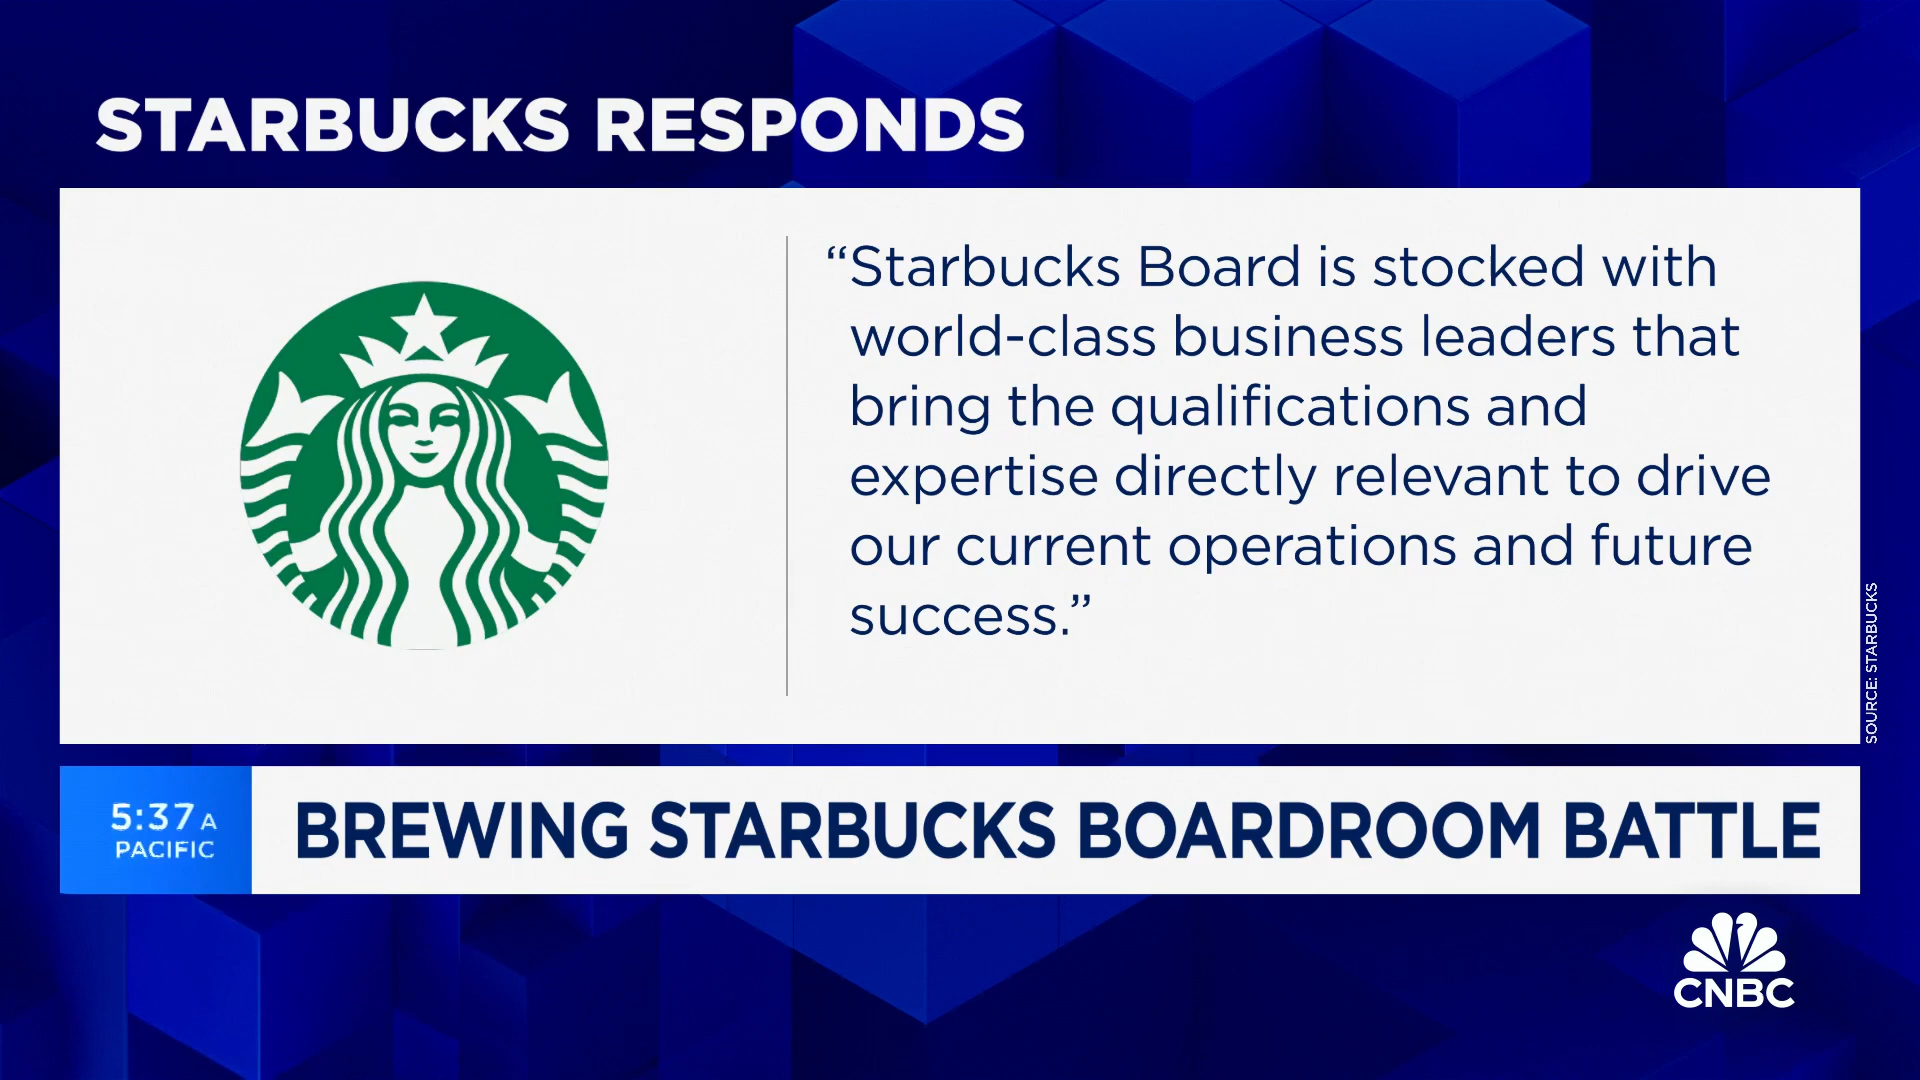 STARBUCKS RESPONDS
“Starbucks Board is stocked with
world-class business leaders that
bring the qualifications and
expertise directly relevant to drive
our current operations and future
success.”
SOURCE: STARBUCKS
5:37 A
PACIFIC
BREWING STARBUCKS BOARDROOM BATTLE
CNBC